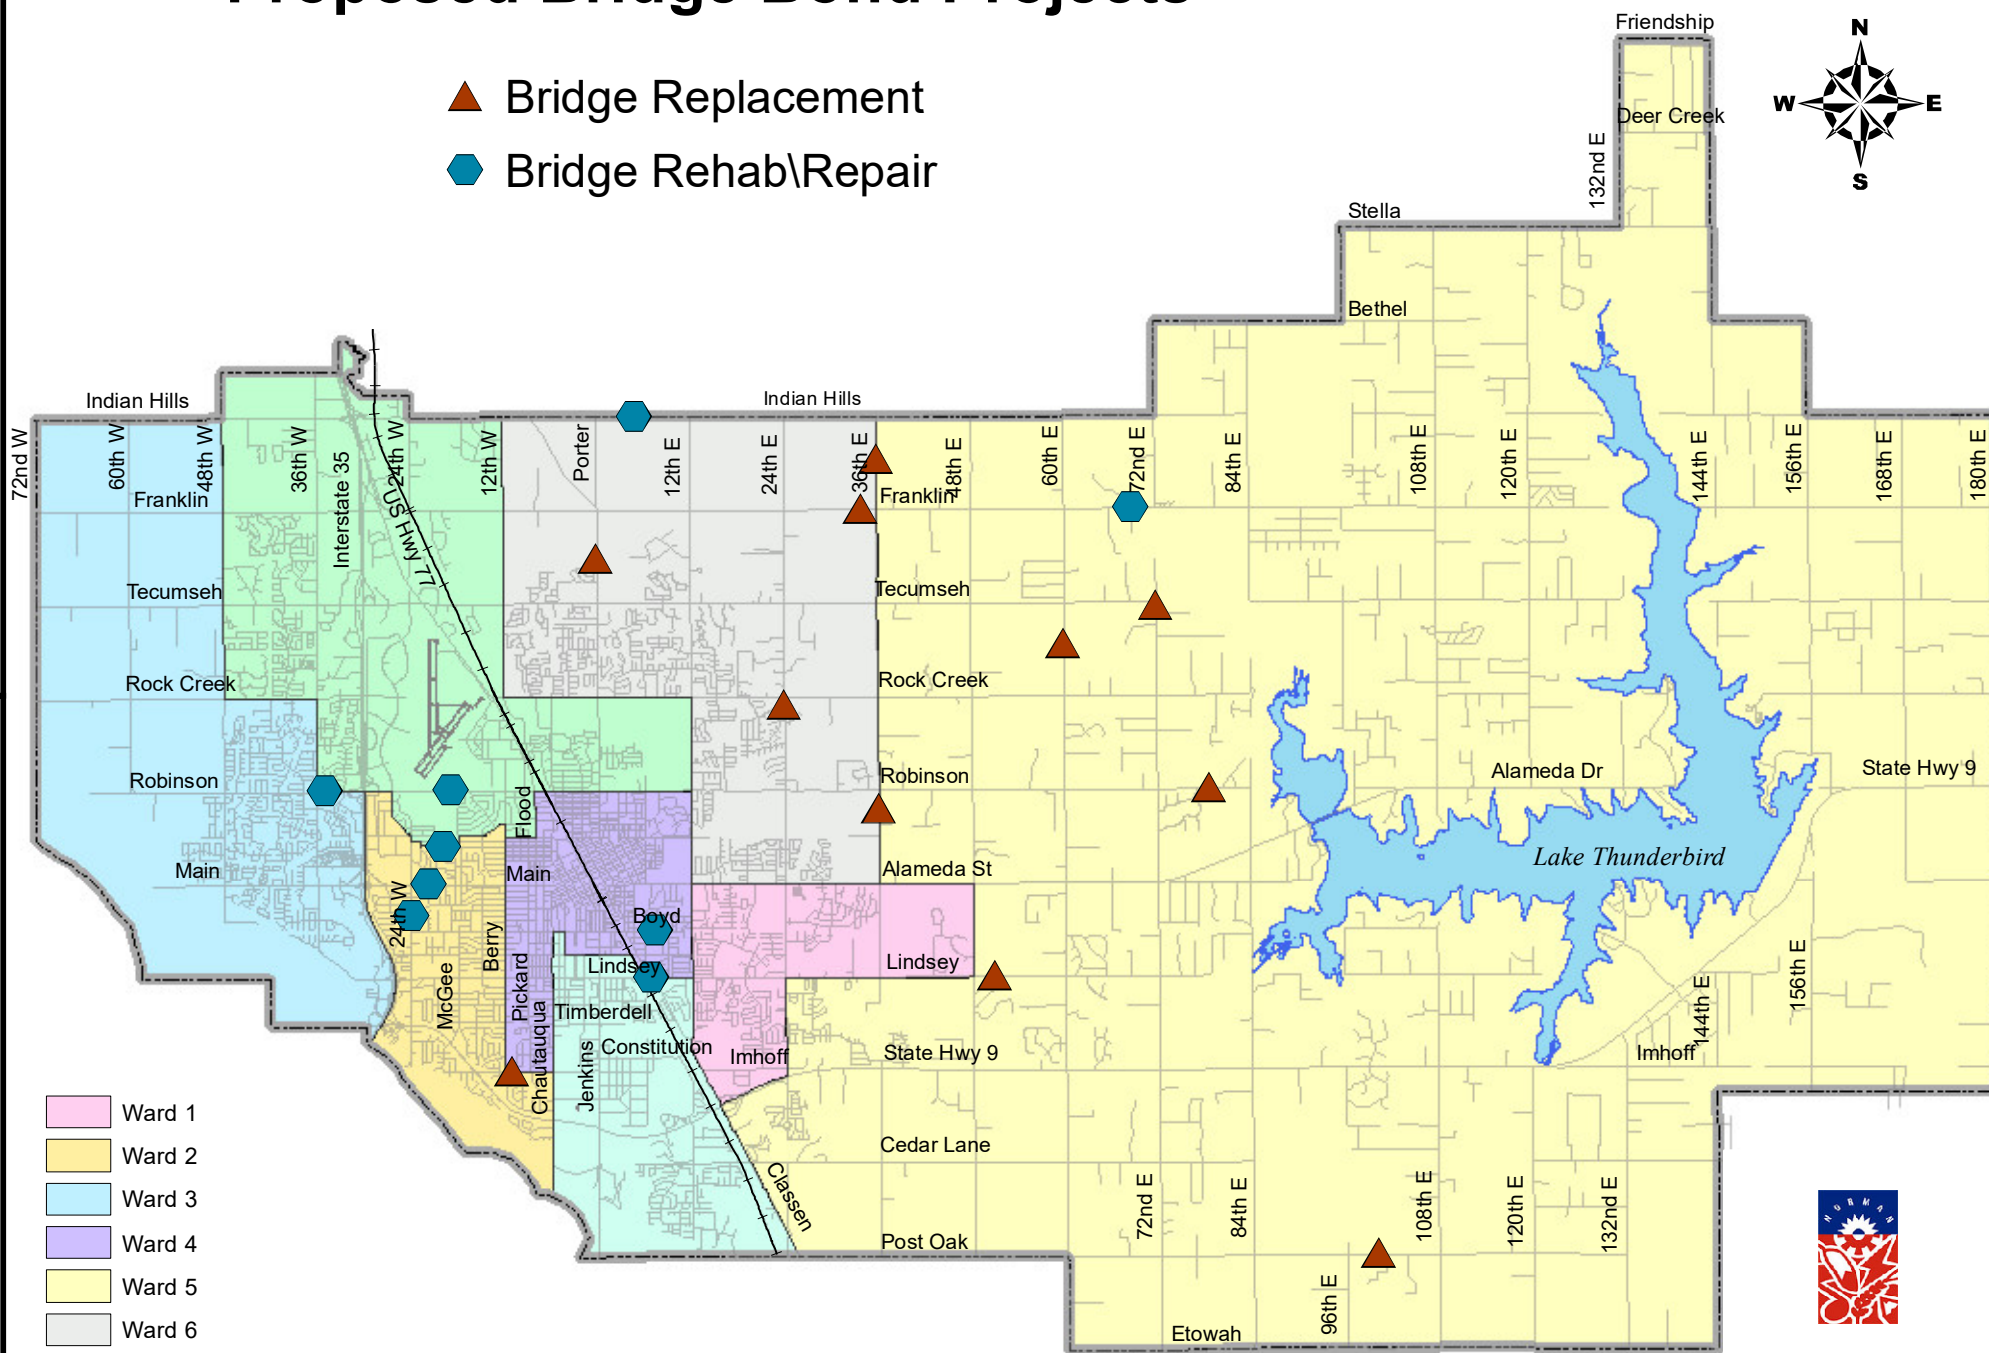 Proposed Bridge Bond Projects
Bridge Replacement
Bridge Rehab\Repair
N
W
E
S
Friendship
Deer Creek
132nd E
Stella
Bethel
Indian Hills
Indian Hills
72nd W
60th W
48th W
36th W
Interstate 35
24th W
US Hwy 77
12th W
Porter
12th E
24th E
36th E
48th E
60th E
72nd E
84th E
108th E
120th E
144th E
156th E
168th E
180th E
Franklin
Franklin
Tecumseh
Tecumseh
Rock Creek
Rock Creek
Robinson
Flood
Robinson
Alameda Dr
State Hwy 9
Main
Main
Alameda St
Lake Thunderbird
24th W
Berry
Boyd
McGee
Pickard
Chautauqua
Lindsey
Lindsey
Timberdell
Constitution
Jenkins
Imhoff
State Hwy 9
144th E
156th E
Imhoff
Cedar Lane
Classen
72nd E
84th E
108th E
120th E
132nd E
Post Oak
96th E
Etowah
Ward 1
Ward 2
Ward 3
Ward 4
Ward 5
Ward 6
NORMAN